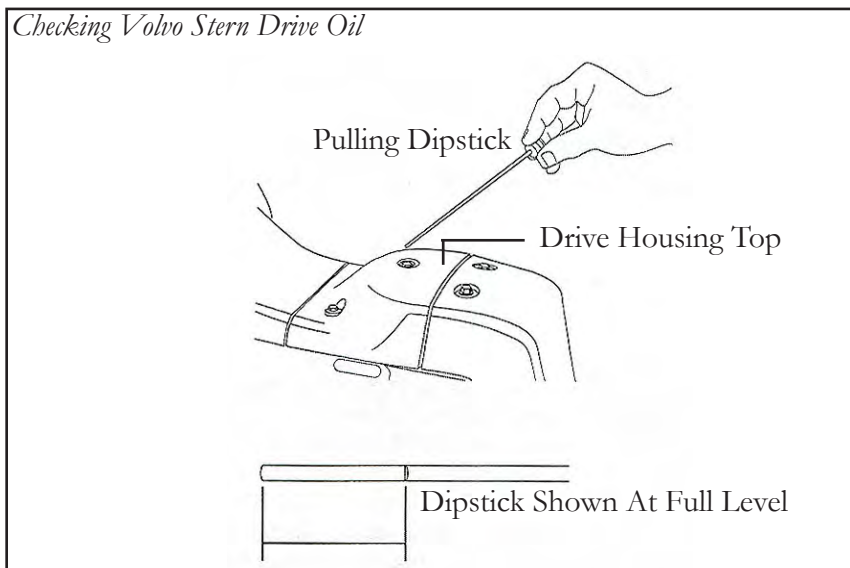 Checking Volvo Stern Drive Oil
Pulling Dipstick
Drive Housing Top
Dipstick Shown At Full Level